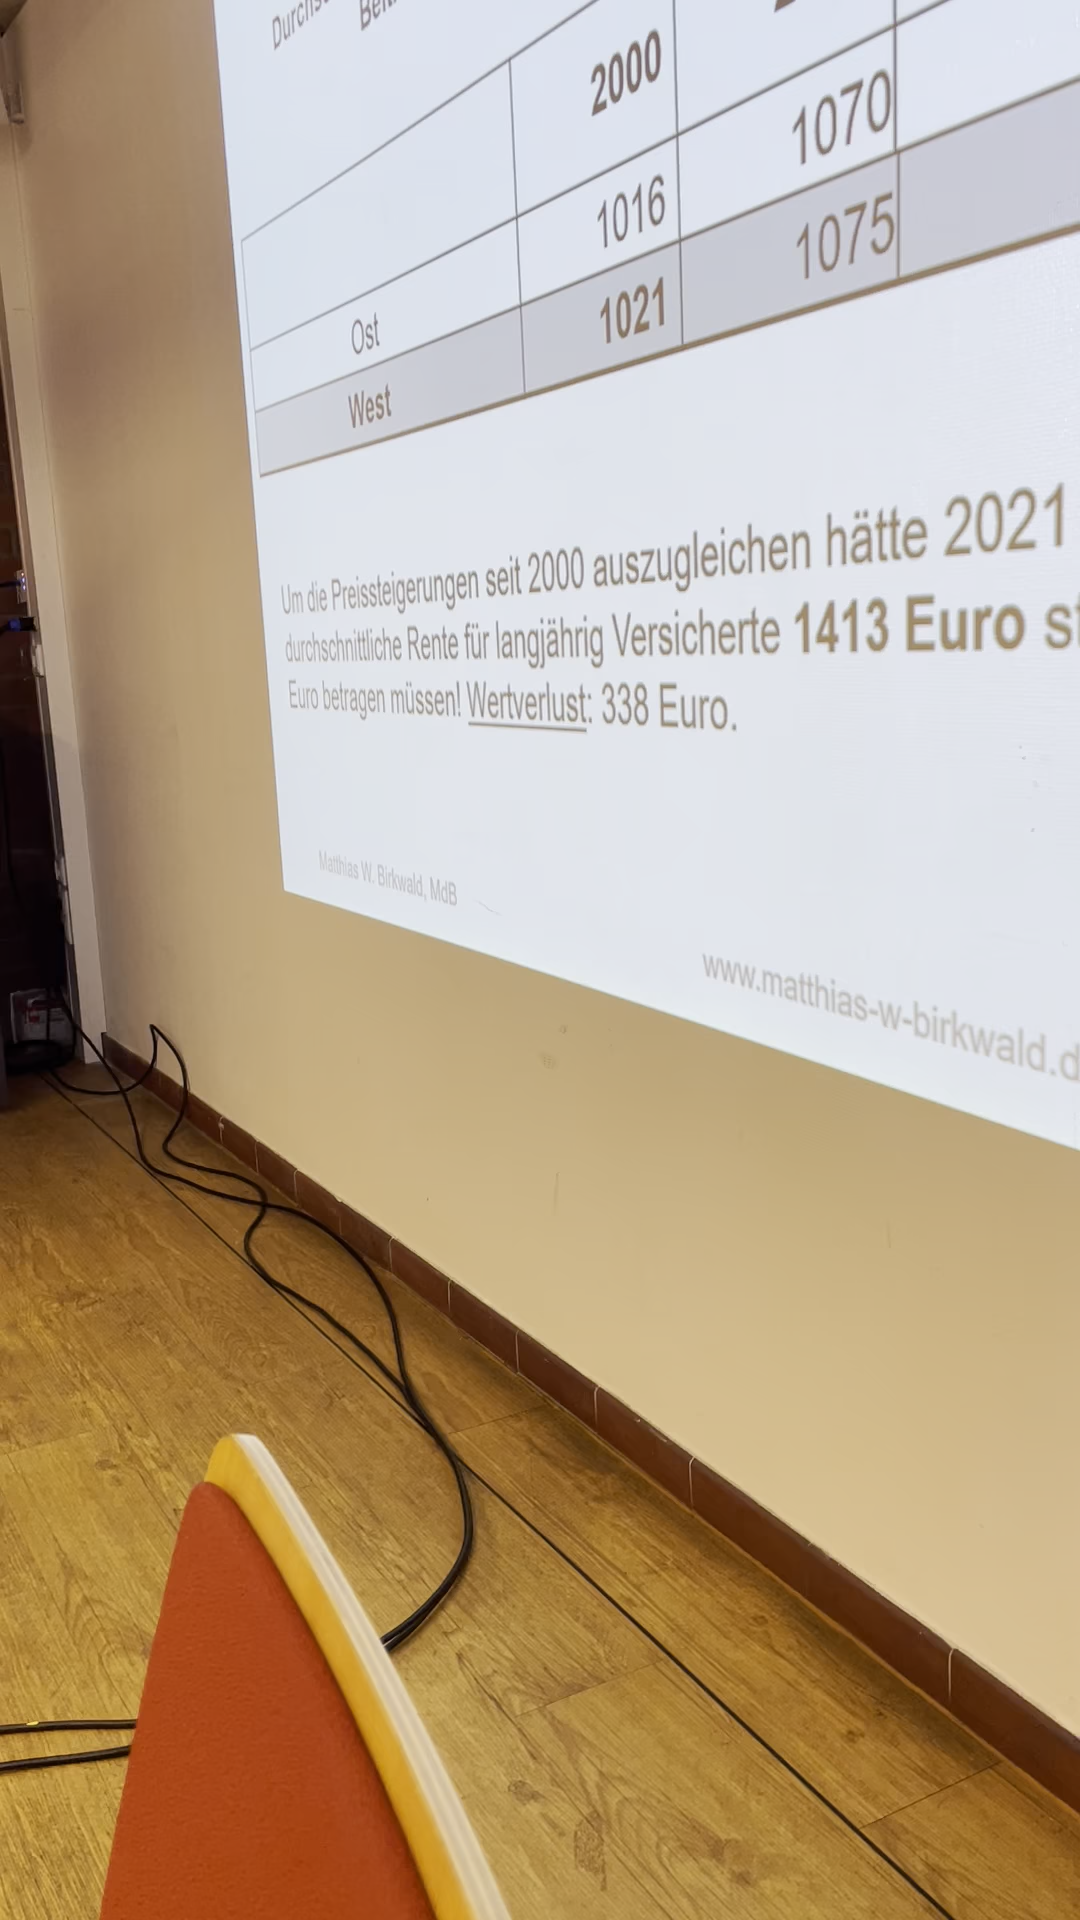 2000
1070
Ost 1016 1075
West 1021
Um die Preissteigerungen seit 2000 auszugleichen hätte 2021
durchschnittliche Rente für langjährig Versicherte 1413 Euro
Euro betragen müssen! Wertverlust: 338 Euro.
Matthias W. Birkwald, MdB
www.matthias-w-birkwald.d